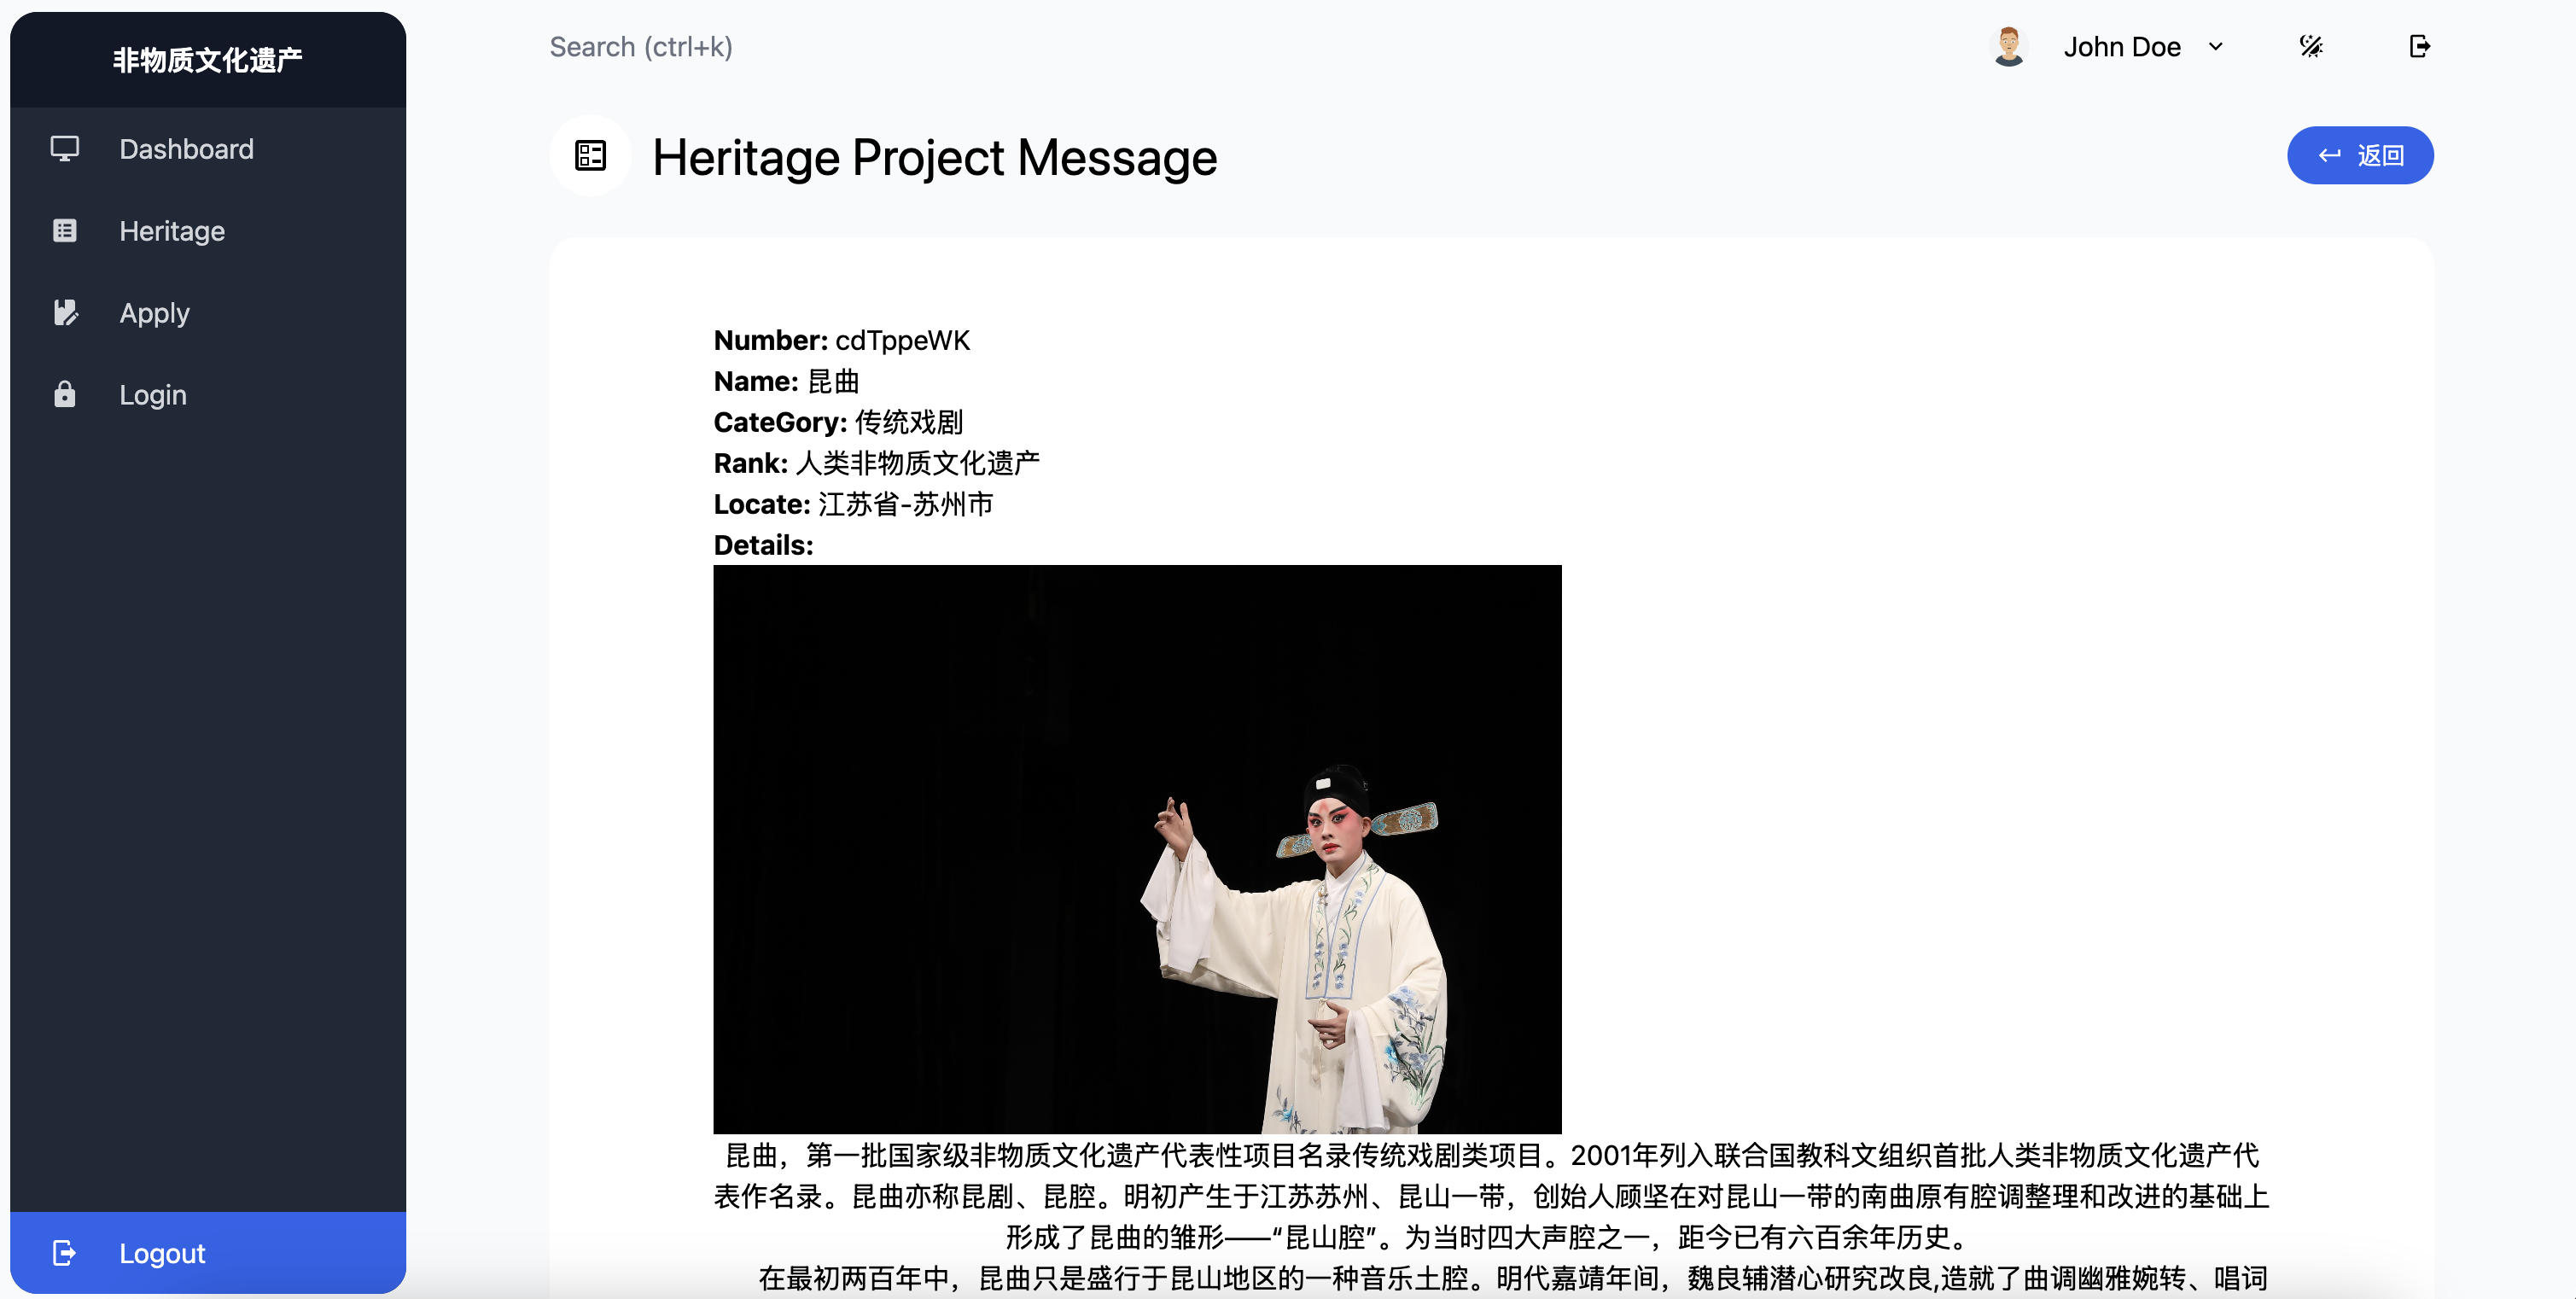 非物质文化遗产
Dashboard
Heritage
Apply
Login
Logout
Search (ctrl+k)
John Doe
Heritage Project Message
返回
Number: cdTppeWK
Name: 昆曲
CateGory: 传统戏剧
Rank: 人类非物质文化遗产
Locate: 江苏省-苏州市
Details:
昆曲，第一批国家级非物质文化遗产代表性项目名录传统戏剧类项目。2001年列入联合国教科文组织首批人类非物质文化遗产代
表作名录。昆曲亦称昆剧、昆腔。明初产生于江苏苏州、昆山一带，创始人顾坚在对昆山一带的南曲原有腔调整理和改进的基础上
形成了昆曲的雏形——“昆山腔”。为当时四大声腔之一，距今已有六百余年历史。
在最初两百年中，昆曲只是盛行于昆山地区的一种音乐土腔。明代嘉靖年间，魏良辅潜心研究改良,造就了曲调幽雅婉转、唱词